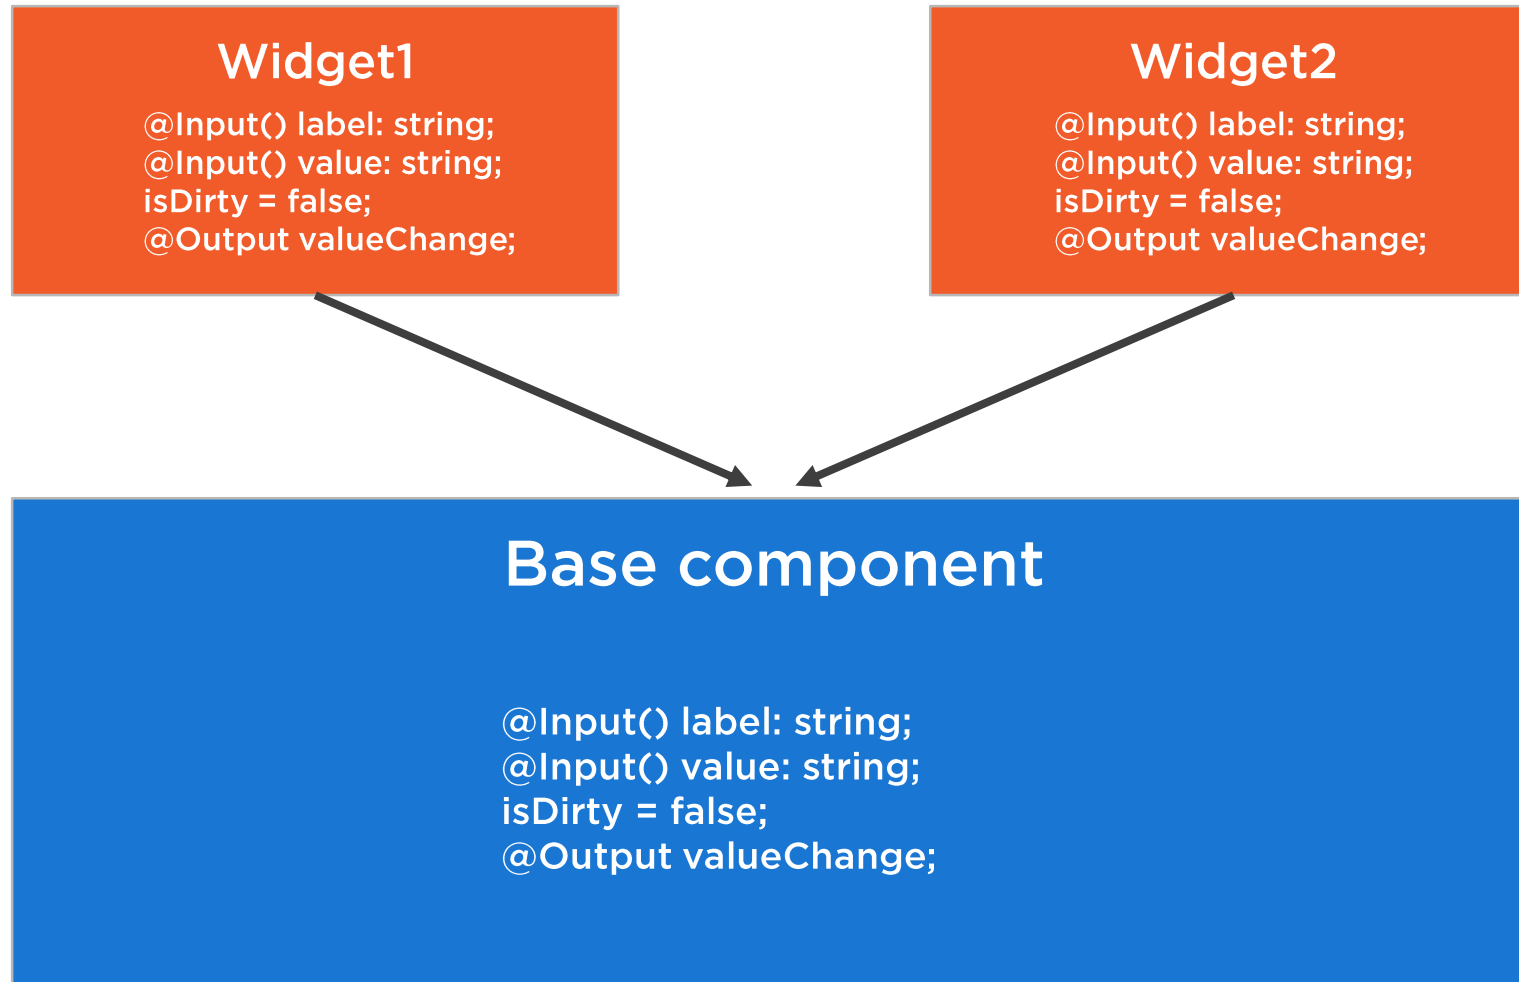 Widget1
@Input() label: string;
@Input() value: string;
isDirty = false;
@Output valueChange;
Widget2
@Input() label: string;
@Input() value: string;
isDirty = false;
@Output valueChange;
Base component
@Input() label: string;
@Input() value: string;
isDirty = false;
@Output valueChange;